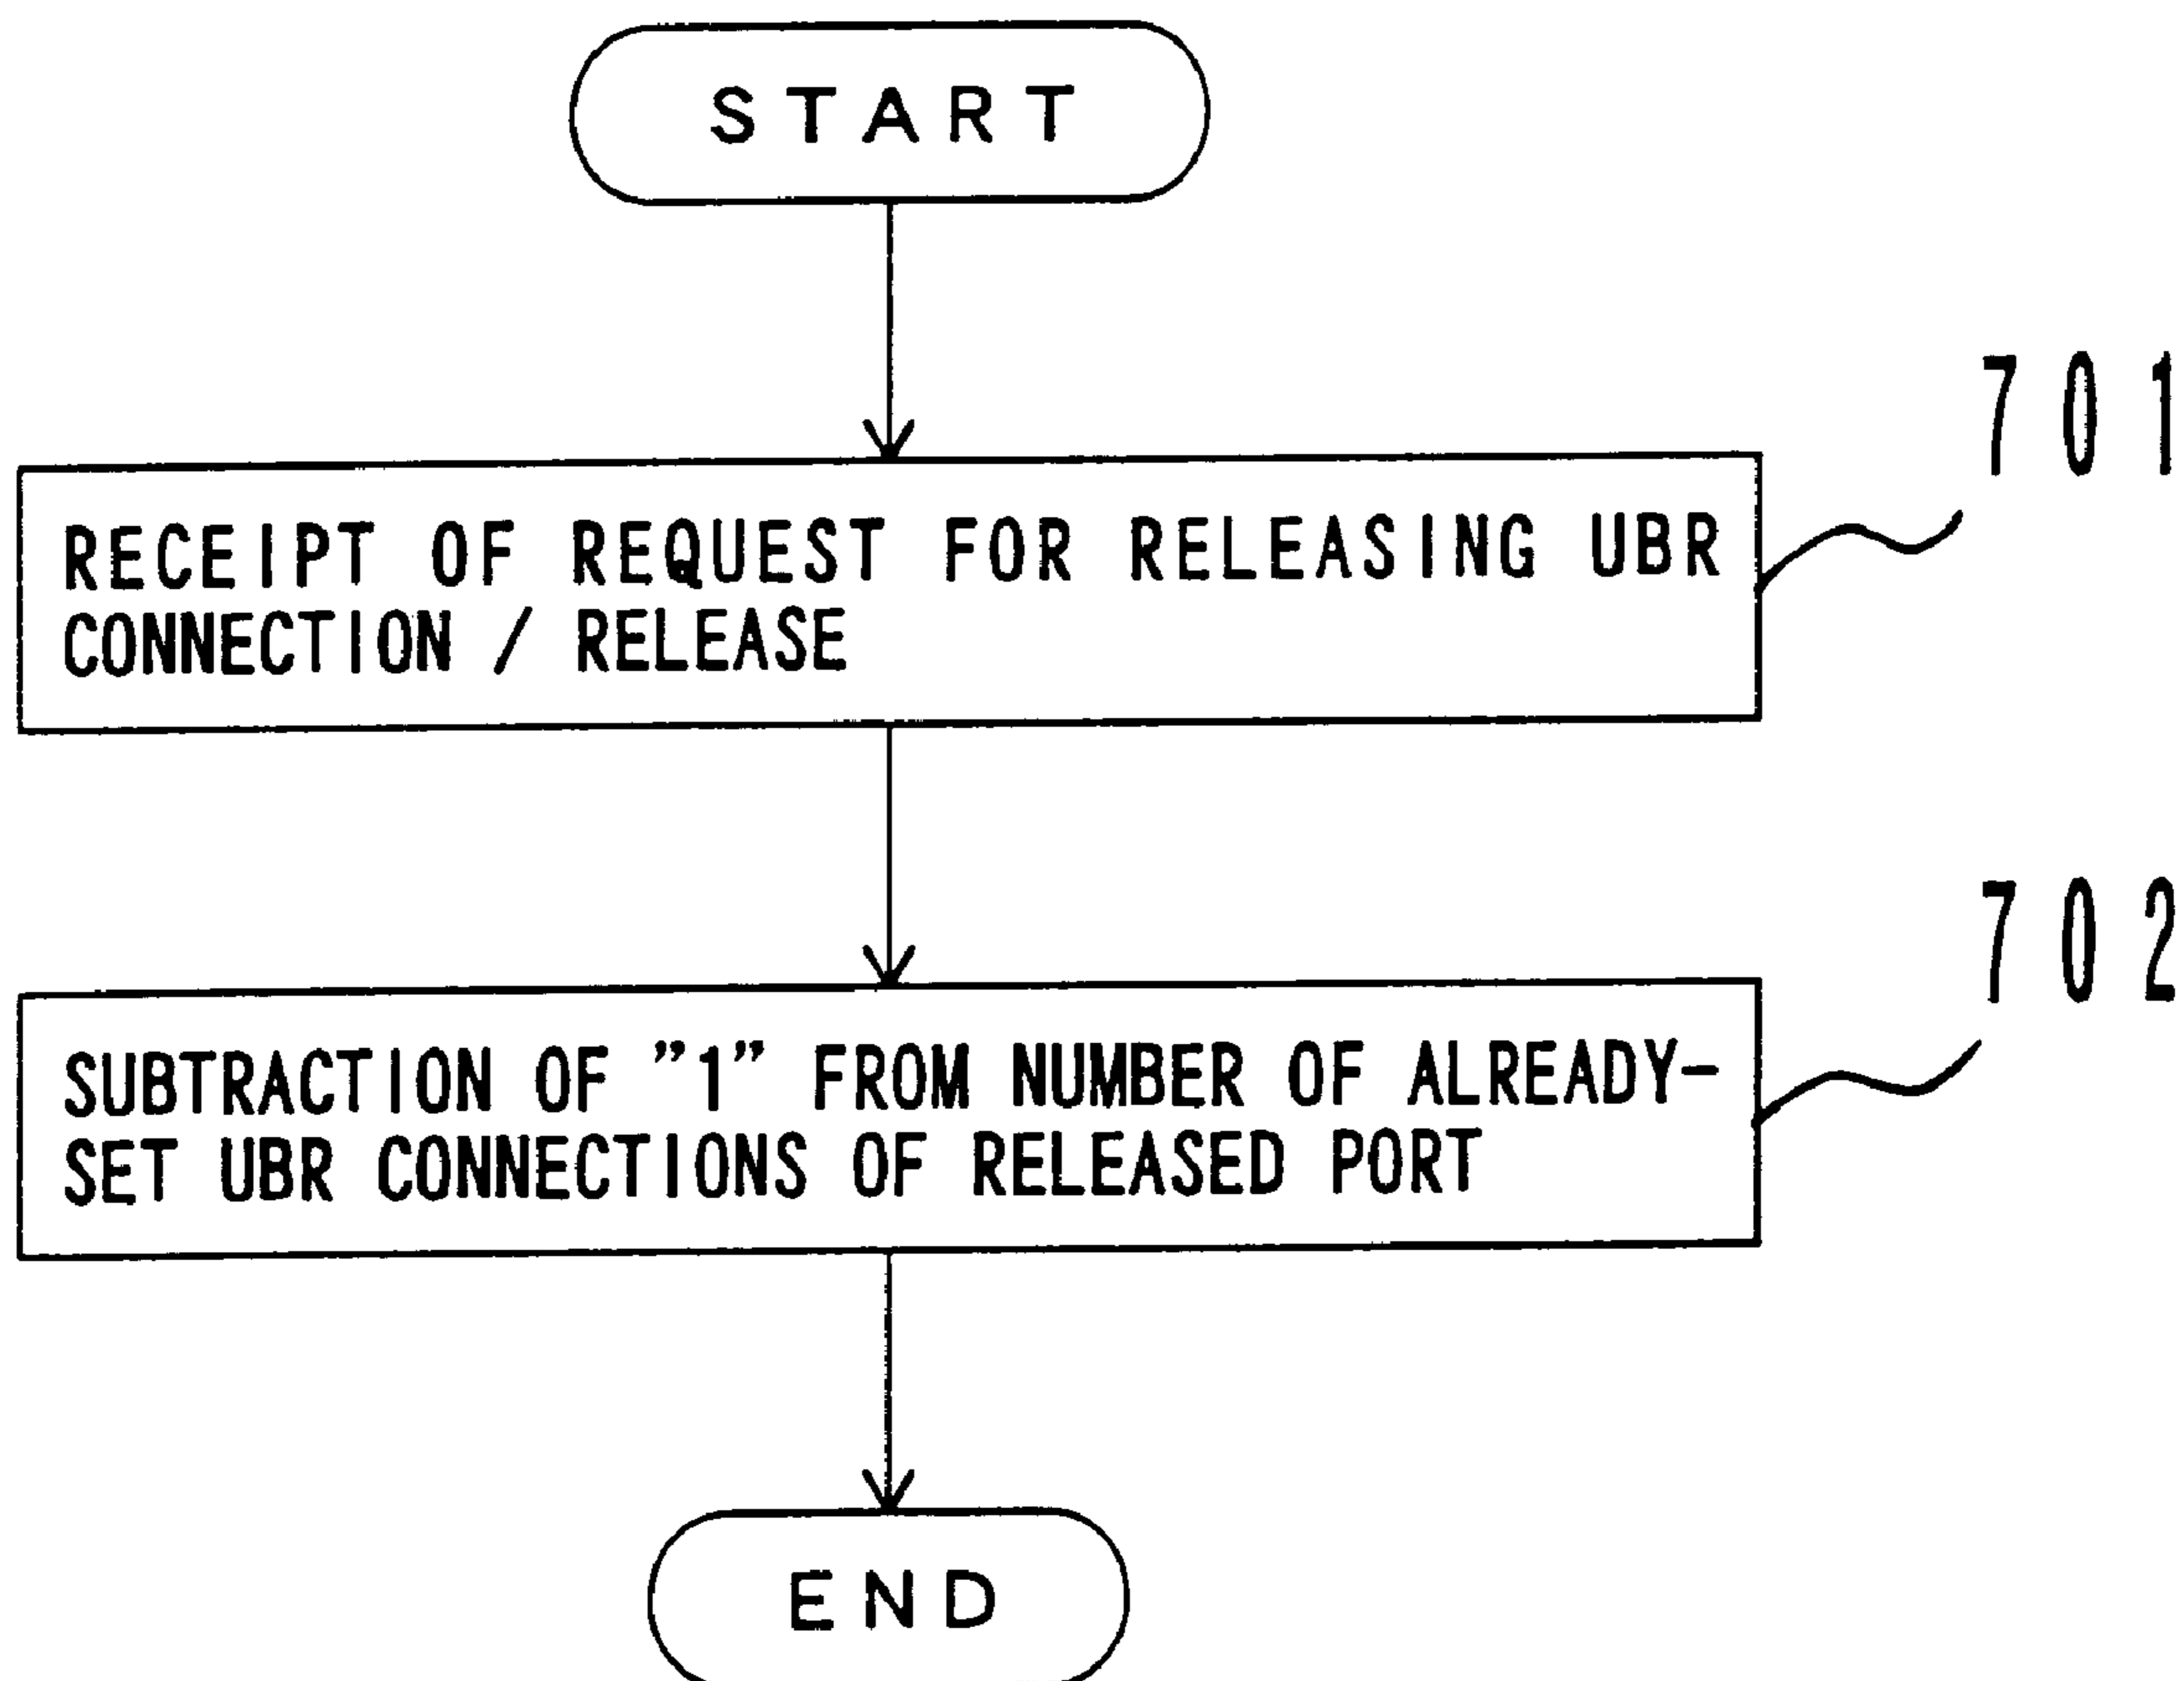 START
701
RECEIPT OF REQUEST FOR RELEASING UBR
CONNECTION / RELEASE
702
SUBTRACTION OF ”1” FROM NUMBER OF ALREADY-
SET UBR CONNECTIONS OF RELEASED PORT
END